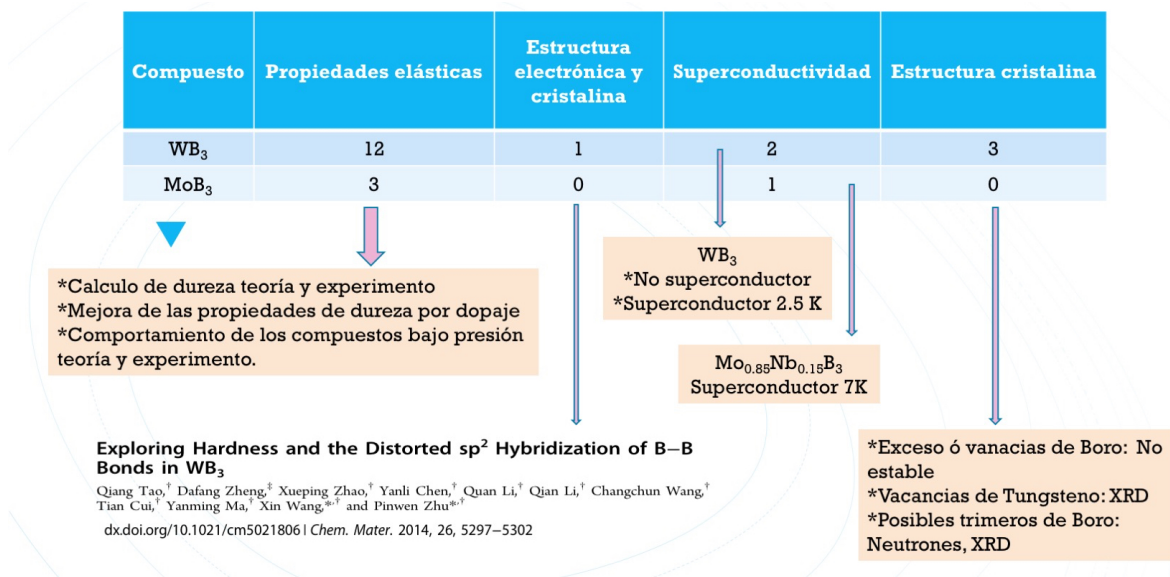 Compuesto
Propiedades elásticas
Estructura
electrónica y
cristalina
Superconductividad
Estructura cristalina
WB₃ 12 1 2 3
MoB₃ 3 0 1 0
*Calculo de dureza teoría y experimento
*Mejora de las propiedades de dureza por dopaje
*Comportamiento de los compuestos bajo presión
teoría y experimento.
WB₃
*No superconductor
*Superconductor 2.5 K
Mo₀.₈₅Nb₀.₁₅B₃
Superconductor 7K
Exploring Hardness and the Distorted sp² Hybridization of B–B
Bonds in WB₃
Qiang Tao,† Dafang Zheng,‡ Xueping Zhao,† Yanli Chen,† Quan Li,† Qian Li,† Changchun Wang,†
Tian Cui,† Yanming Ma,† Xin Wang,*,† and Pinwen Zhu*,†
dx.doi.org/10.1021/cm5021806 | Chem. Mater. 2014, 26, 5297−5302
*Exceso ó vanacias de Boro: No
estable
*Vacancias de Tungsteno: XRD
*Posibles trimeros de Boro:
Neutrones, XRD